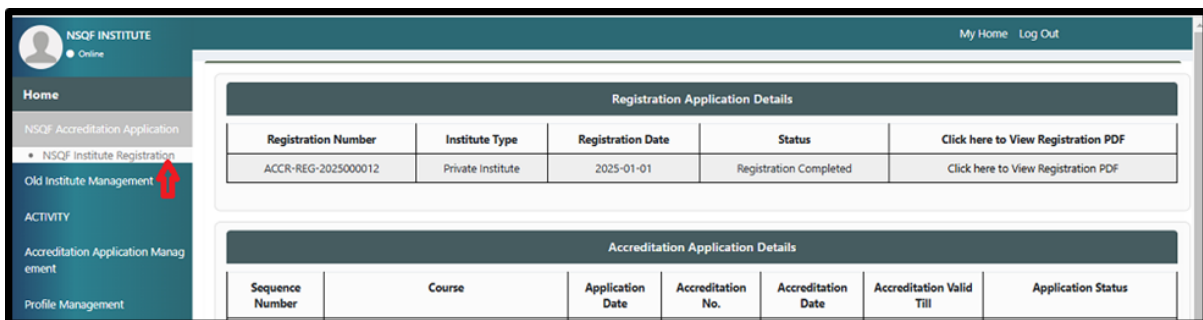 NSQF INSTITUTE
Online
My Home Log Out
Home
NSQF Accreditation Application
• NSQF Institute Registration
Old Institute Management
ACTIVITY
Accreditation Application Manag
ement
Profile Management
Registration Application Details
Registration Number Institute Type Registration Date Status Click here to View Registration PDF
ACCR-REG-2025000012 Private Institute 2025-01-01 Registration Completed Click here to View Registration PDF
Accreditation Application Details
Sequence Number Course Application Date Accreditation No. Accreditation Date Accreditation Valid Till Application Status